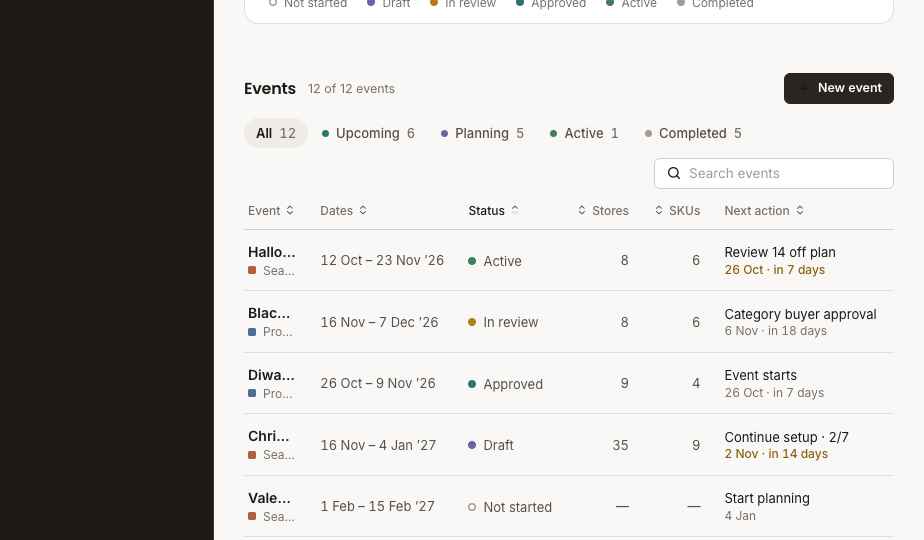 Not started Draft In review Approved Active Completed
Events 12 of 12 events
New event
All 12 Upcoming 6 Planning 5 Active 1 Completed 5
Search events
Event Dates Status Stores SKUs Next action
Hallo... 12 Oct – 23 Nov '26 Active 8 6 Review 14 off plan
Sea... 26 Oct · in 7 days
Blac... 16 Nov – 7 Dec '26 In review 8 6 Category buyer approval
Pro... 6 Nov · in 18 days
Diwa... 26 Oct – 9 Nov '26 Approved 9 4 Event starts
Pro... 26 Oct · in 7 days
Chri... 16 Nov – 4 Jan '27 Draft 35 9 Continue setup · 2/7
Sea... 2 Nov · in 14 days
Vale... 1 Feb – 15 Feb '27 Not started — — Start planning
Sea... 4 Jan